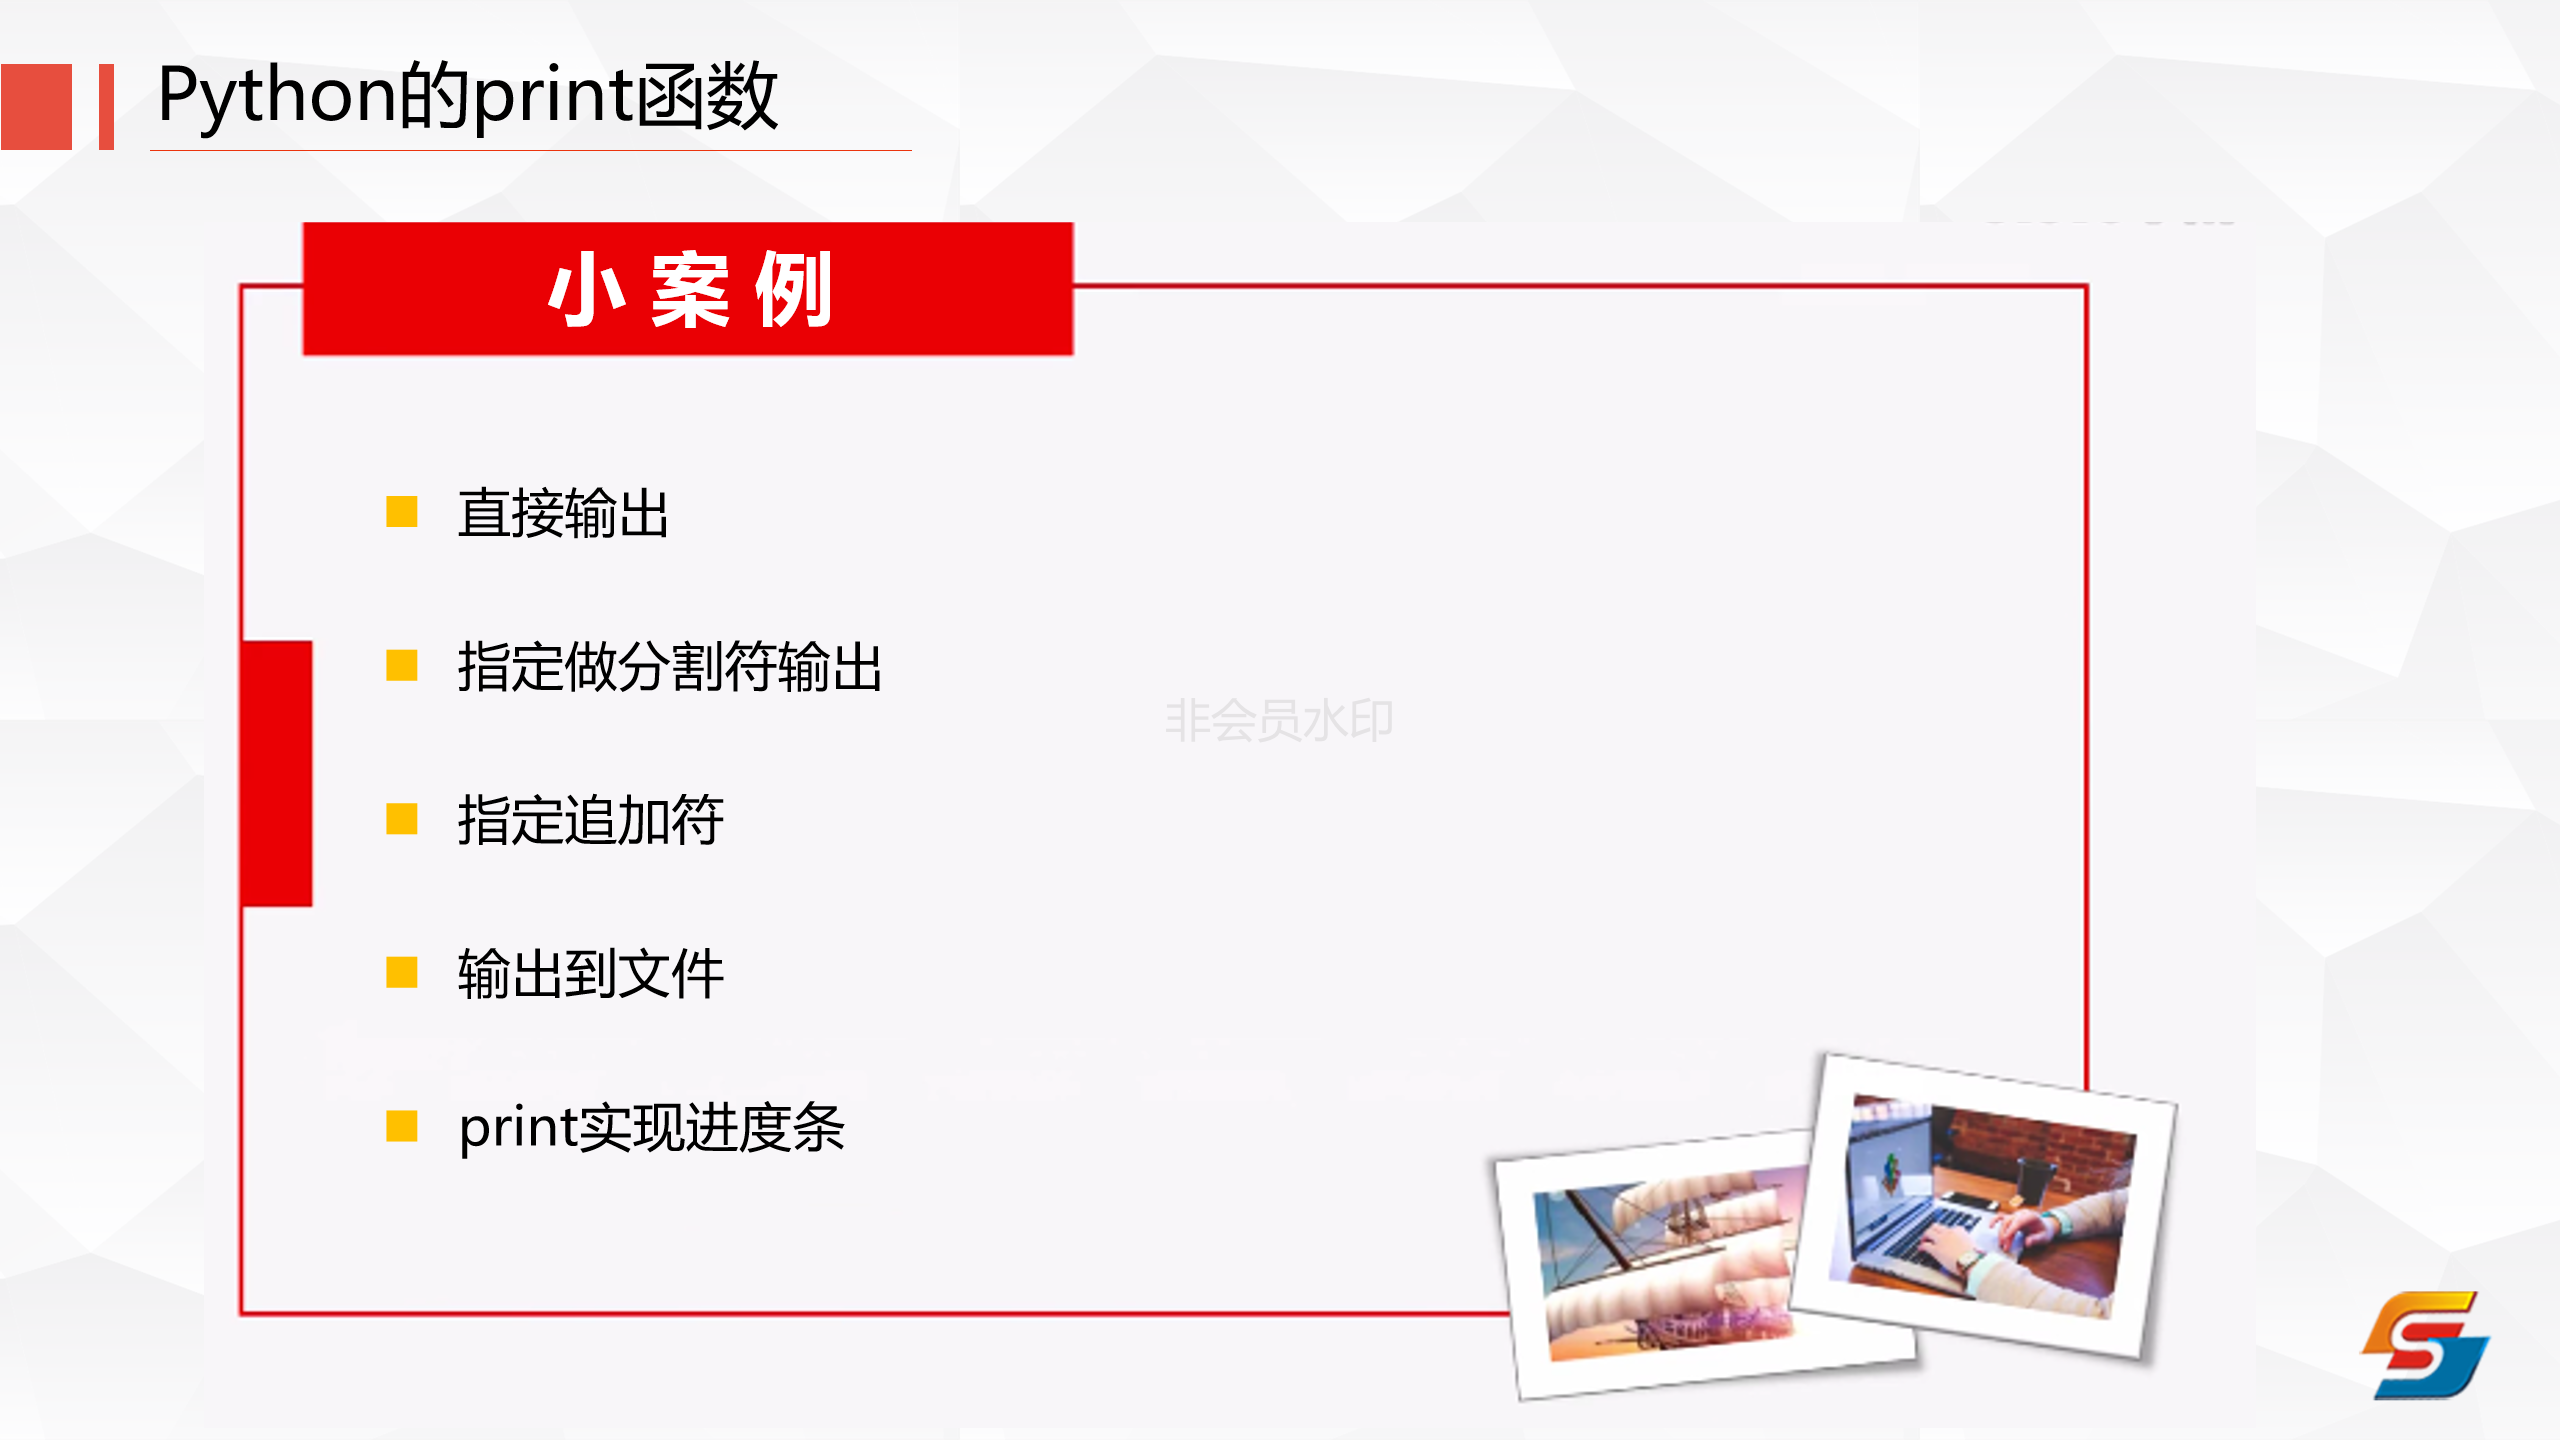 Python的print函数
小案例
直接输出
指定做分割符输出
非会员水印
指定追加符
输出到文件
print实现进度条